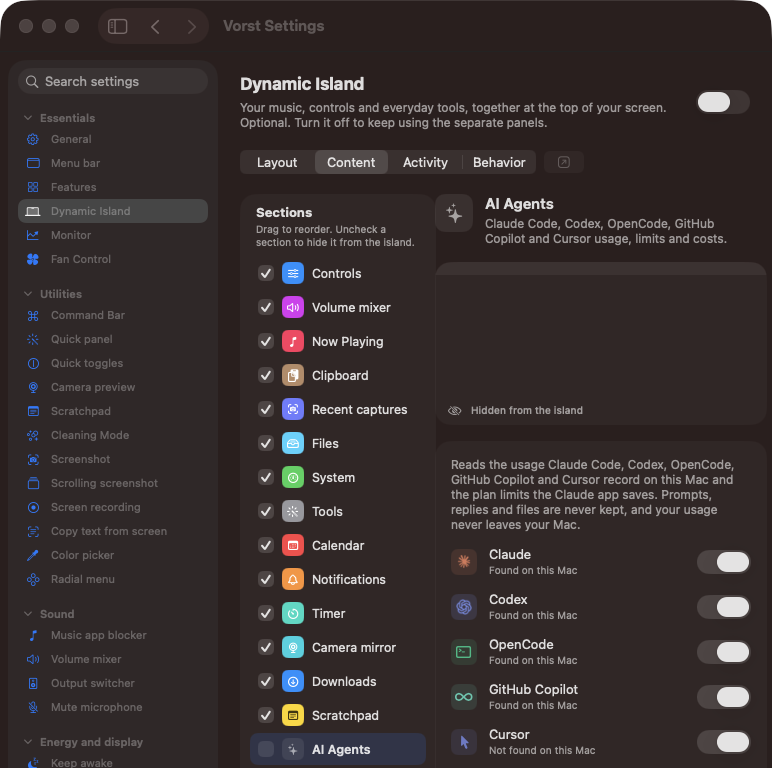 Vorst Settings
Search settings
Essentials
General
Menu bar
Features
Dynamic Island
Monitor
Fan Control
Utilities
Command Bar
Quick panel
Quick toggles
Camera preview
Scratchpad
Cleaning Mode
Screenshot
Scrolling screenshot
Screen recording
Copy text from screen
Color picker
Radial menu
Sound
Music app blocker
Volume mixer
Output switcher
Mute microphone
Energy and display
Keep awake
Dynamic Island
Your music, controls and everyday tools, together at the top of your screen.
Optional. Turn it off to keep using the separate panels.
Layout
Content
Activity
Behavior
Sections
Drag to reorder. Uncheck a
section to hide it from the island.
Controls
Volume mixer
Now Playing
Clipboard
Recent captures
Files
System
Tools
Calendar
Notifications
Timer
Camera mirror
Downloads
Scratchpad
AI Agents
AI Agents
Claude Code, Codex, OpenCode, GitHub
Copilot and Cursor usage, limits and costs.
Hidden from the island
Reads the usage Claude Code, Codex, OpenCode,
GitHub Copilot and Cursor record on this Mac and
the plan limits the Claude app saves. Prompts,
replies and files are never kept, and your usage
never leaves your Mac.
Claude
Found on this Mac
Codex
Found on this Mac
OpenCode
Found on this Mac
GitHub Copilot
Found on this Mac
Cursor
Not found on this Mac